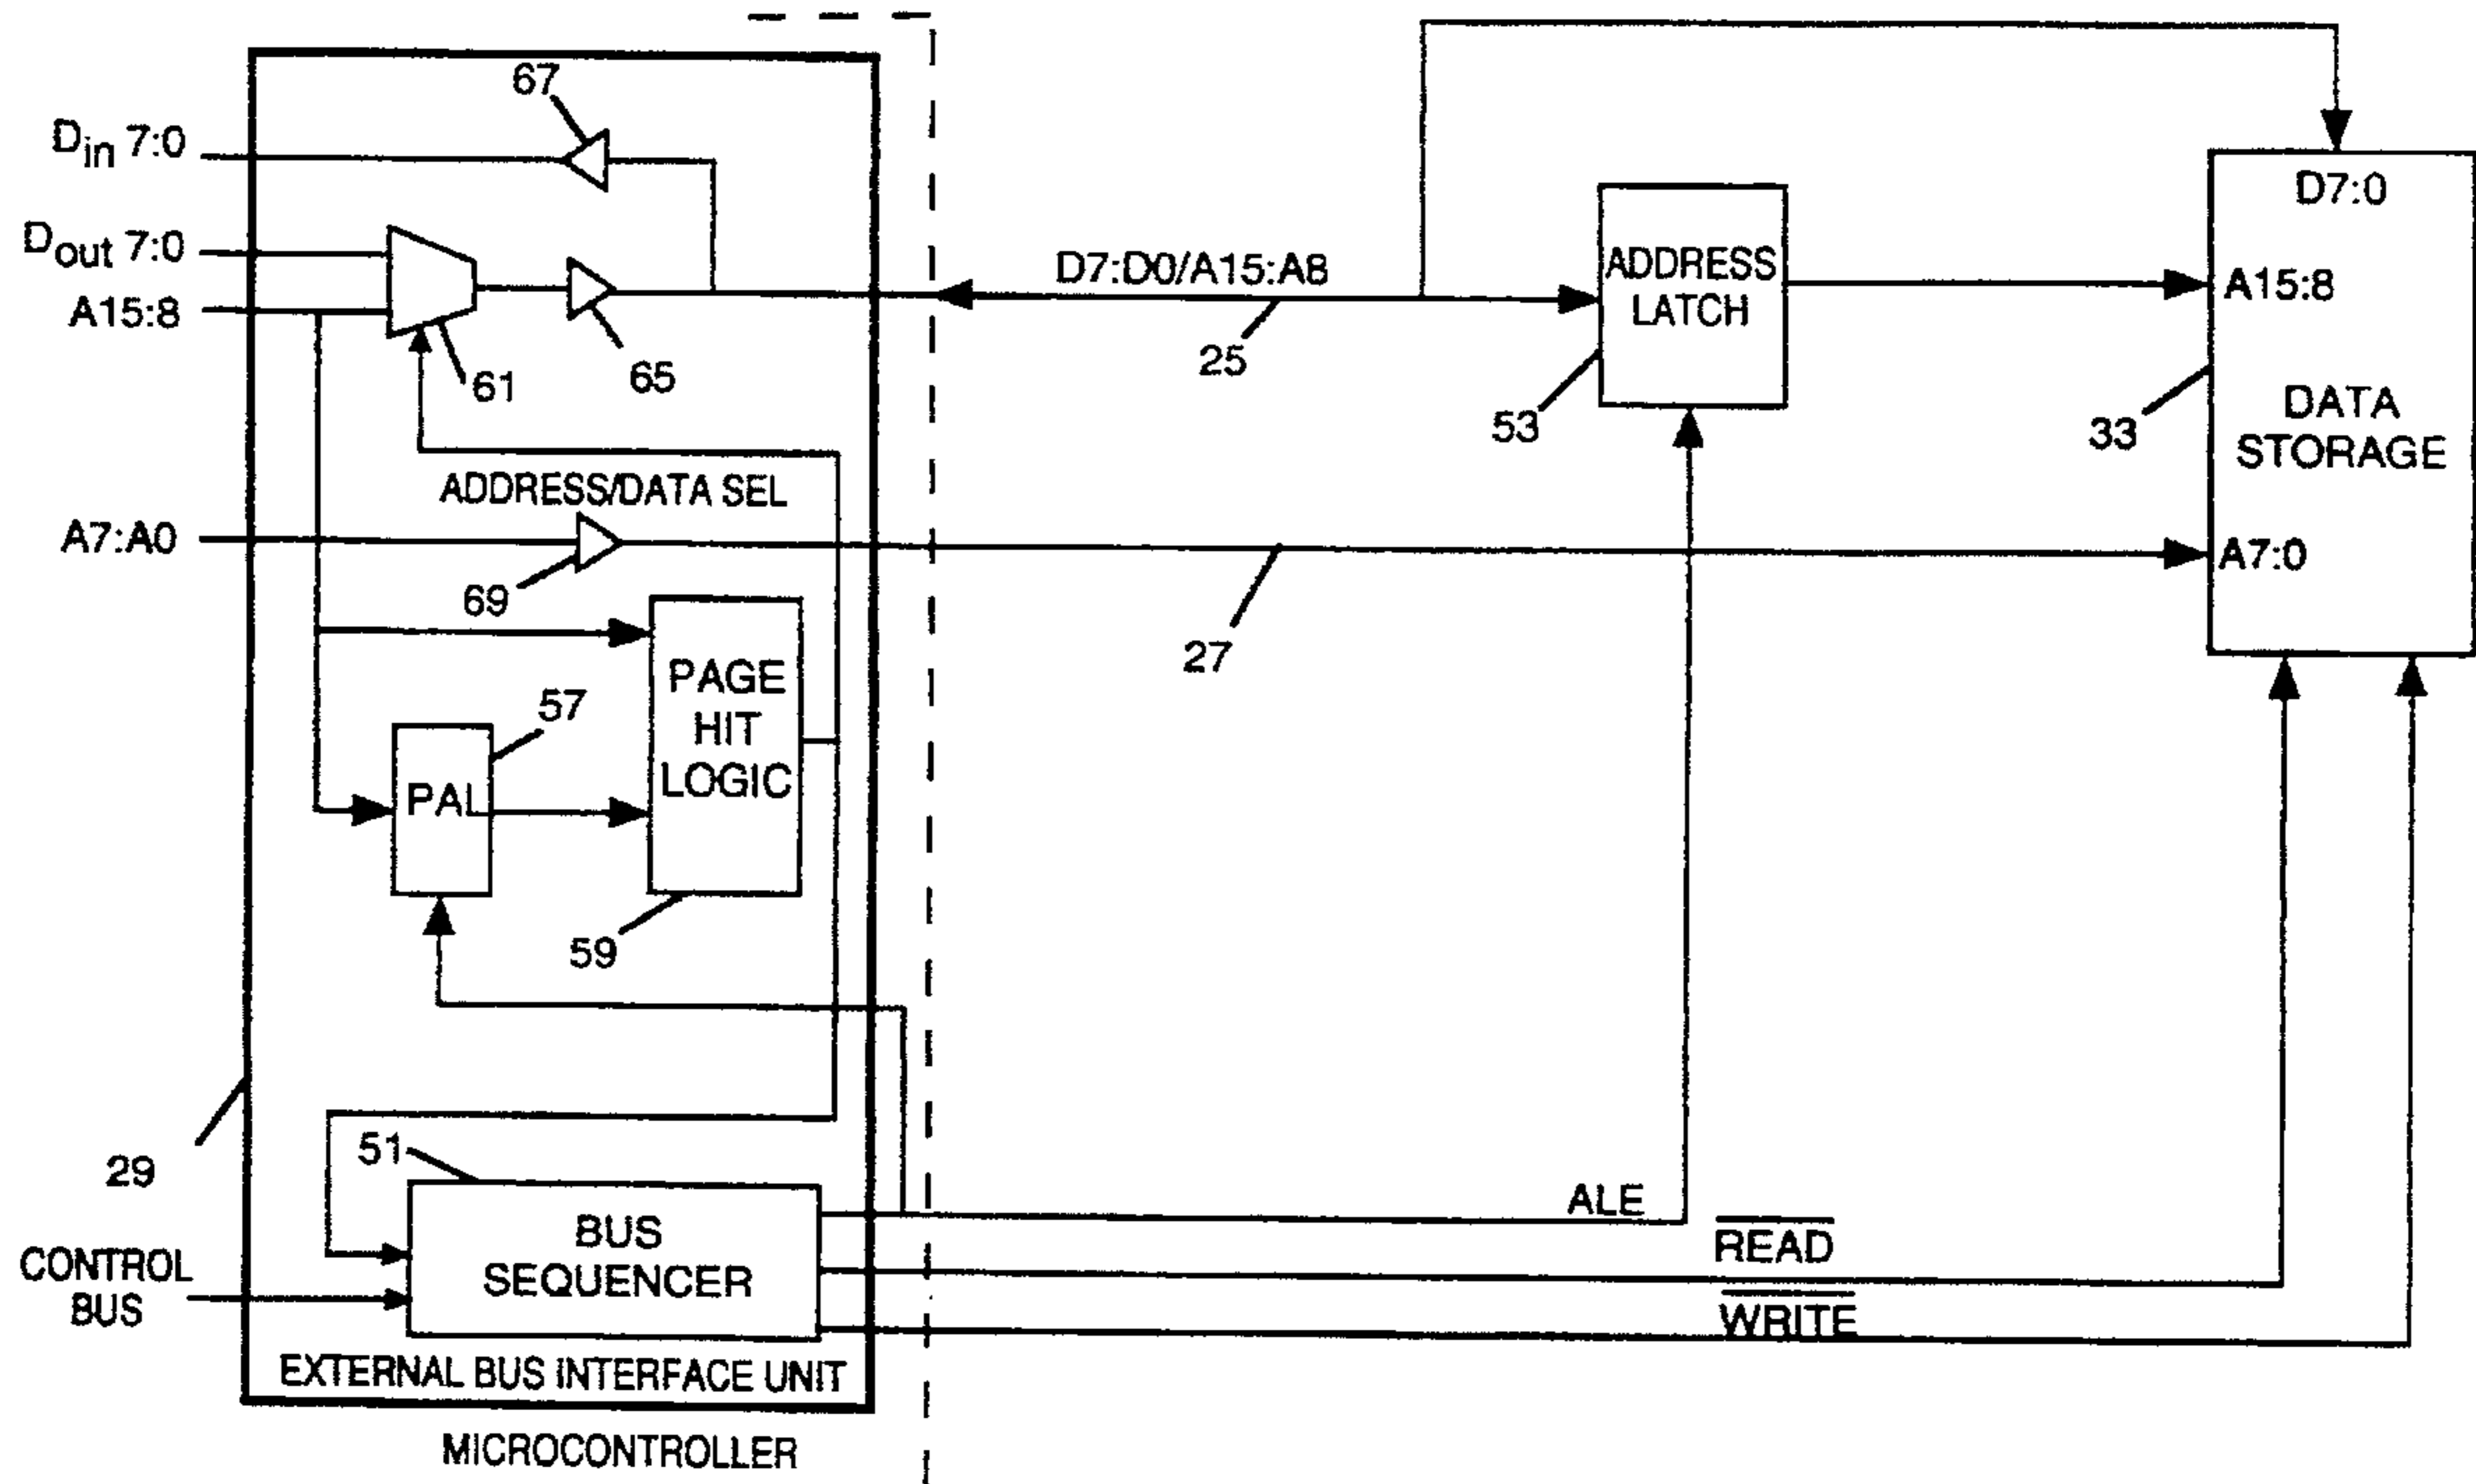 67
Din 7:0
D7:0
Dout 7:0
D7:D0/A15:A8
ADDRESS
LATCH
A15:8
A15:8
61
65
25
53
33
DATA
STORAGE
ADDRESS/DATA SEL
A7:A0
A7:0
69
27
PAGE
HIT
LOGIC
57
PAL
59
29
51
ALE
READ
BUS
SEQUENCER
CONTROL
BUS
WRITE
EXTERNAL BUS INTERFACE UNIT
MICROCONTROLLER